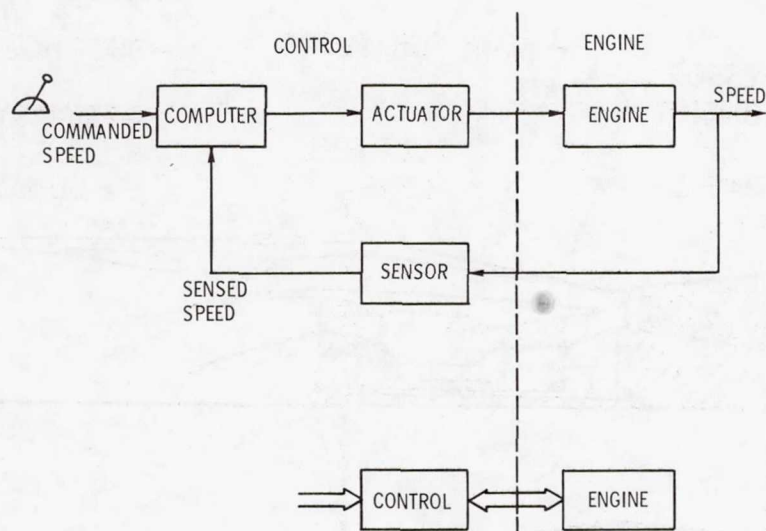 CONTROL
ENGINE
SPEED
COMPUTER
ACTUATOR
ENGINE
COMMANDED
SPEED
SENSOR
SENSED
SPEED
CONTROL
ENGINE